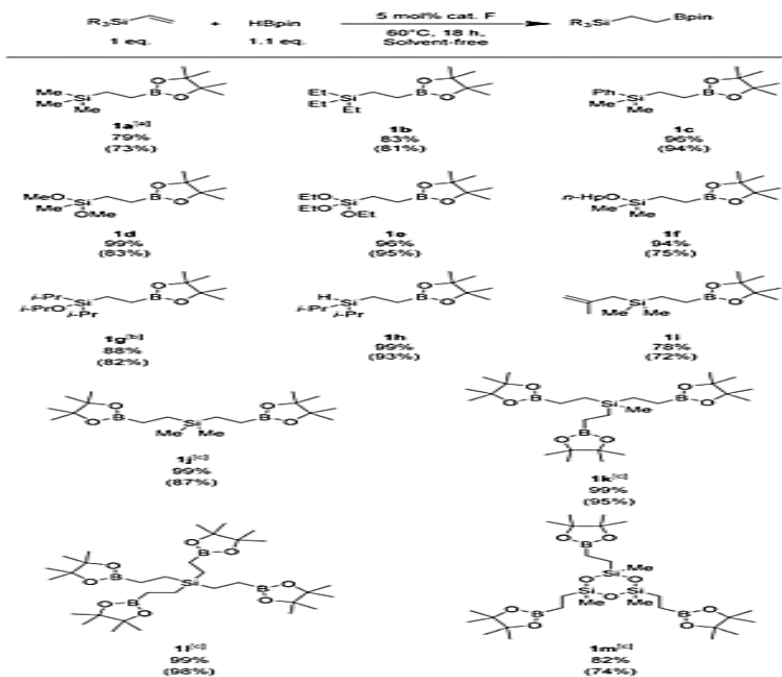 R₃Si + HBpin 5 mol% cat. F R₃Si Bpin
1 eq. 1.1 eq. 60°C, 18 h,
Solvent-free
Me Me Si Me B O O
Et Et Si Et B O O
Ph Me Si Me B O O
1a[a] 1b 1c
79% 83% 96%
(73%) (81%) (94%)
MeO Me Si OMe B O O
EtO EtO Si OEt B O O
n-HpO Me Si Me B O O
1d 1e 1f
99% 96% 94%
(83%) (95%) (75%)
i-Pr i-PrO Si i-Pr B O O
H i-Pr Si i-Pr B O O
Me Si Me B O O
1g[b] 1h 1i
88% 99% 78%
(82%) (93%) (72%)
O B O Si Me Me B O O
O B O Si Me B O O B O O
1j[c]
99%
(87%)
1k[c]
99%
(95%)
O B O B O O Si B O O B O O
O B O Si Me O O Si Me O Si Me O B O B O O
1l[c] 1m[c]
99% 82%
(98%) (74%)